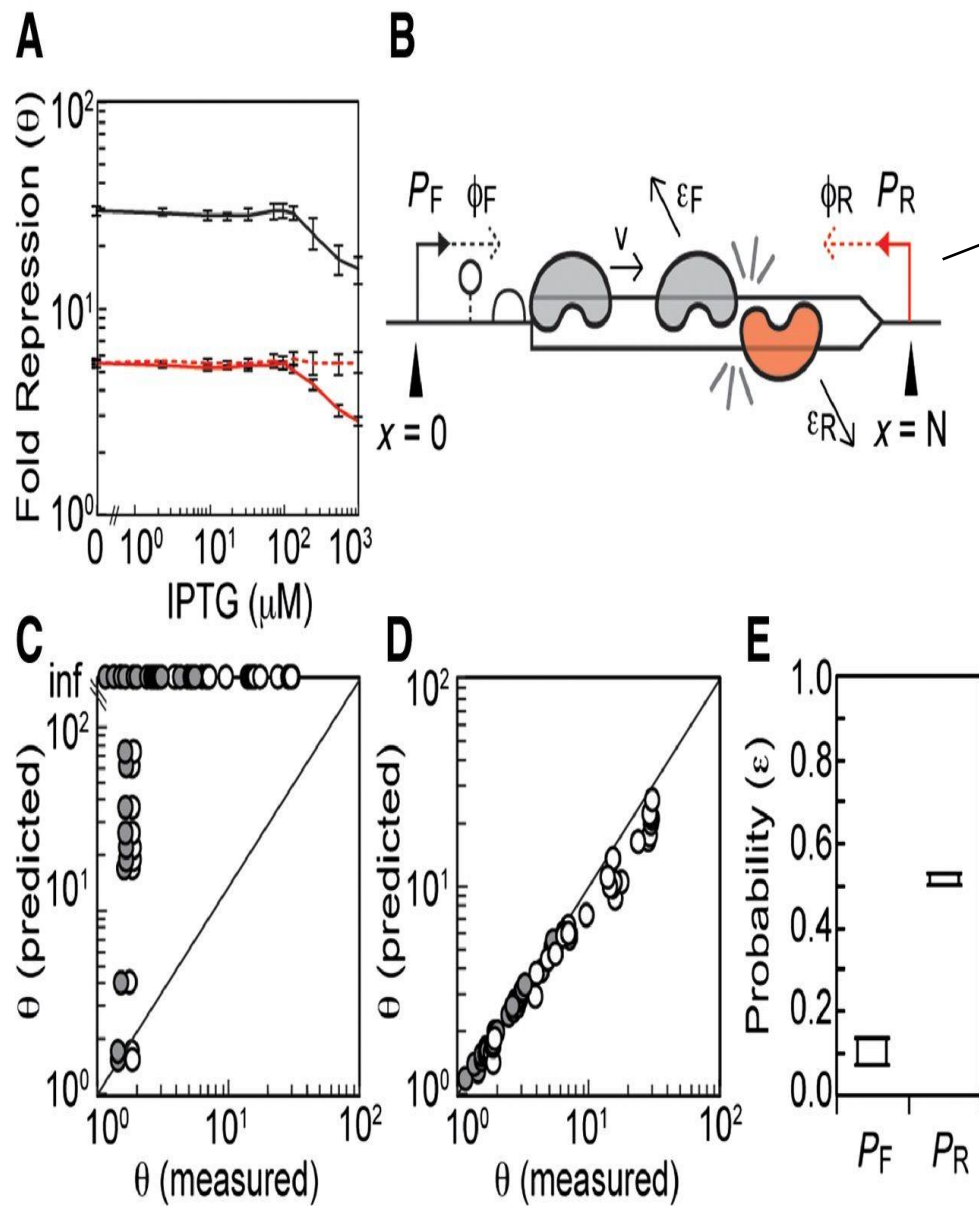 A
Fold Repression (θ)
10²
10¹
10⁰
0 10⁰ 10¹ 10² 10³
IPTG (μM)
B
P_F ϕ_F v ε_F ϕ_R P_R
x = 0 ε_R x = N
C
θ (predicted)
inf
10²
10¹
10⁰
10⁰ 10¹ 10²
θ (measured)
D
θ (predicted)
10²
10¹
10⁰
10⁰ 10¹ 10²
θ (measured)
E
Probability (ε)
1.0
0.8
0.6
0.4
0.2
0.0
P_F P_R